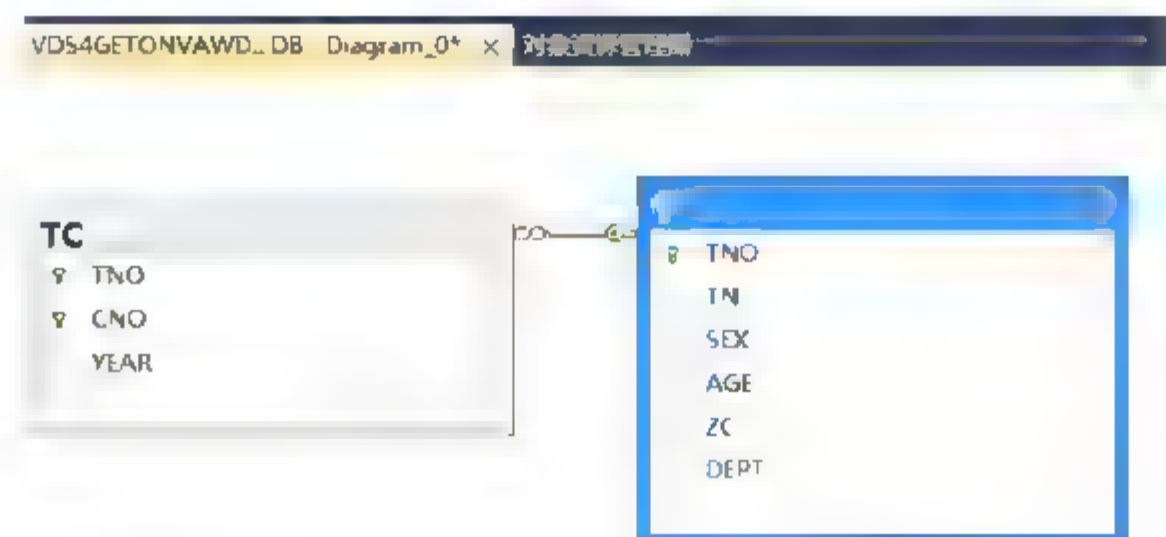 VDS4GETONVAWD...DB Diagram_0* ×
TC
TNO
CNO
YEAR
TNO
TN
SEX
AGE
ZC
DEPT